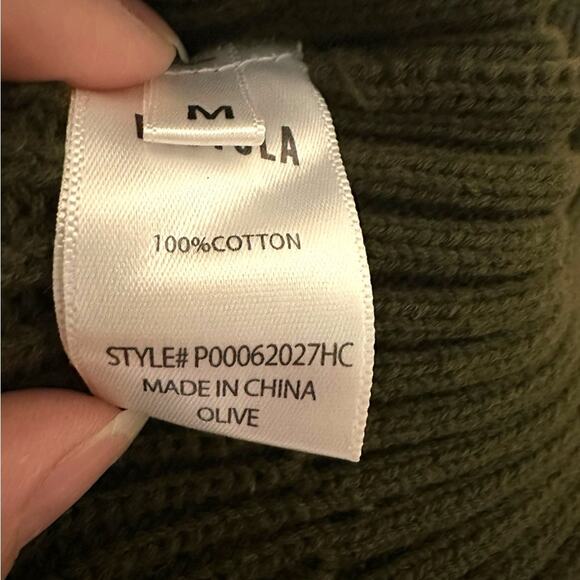 M
100%COTTON
STYLE# P00062027HC
MADE IN CHINA
OLIVE